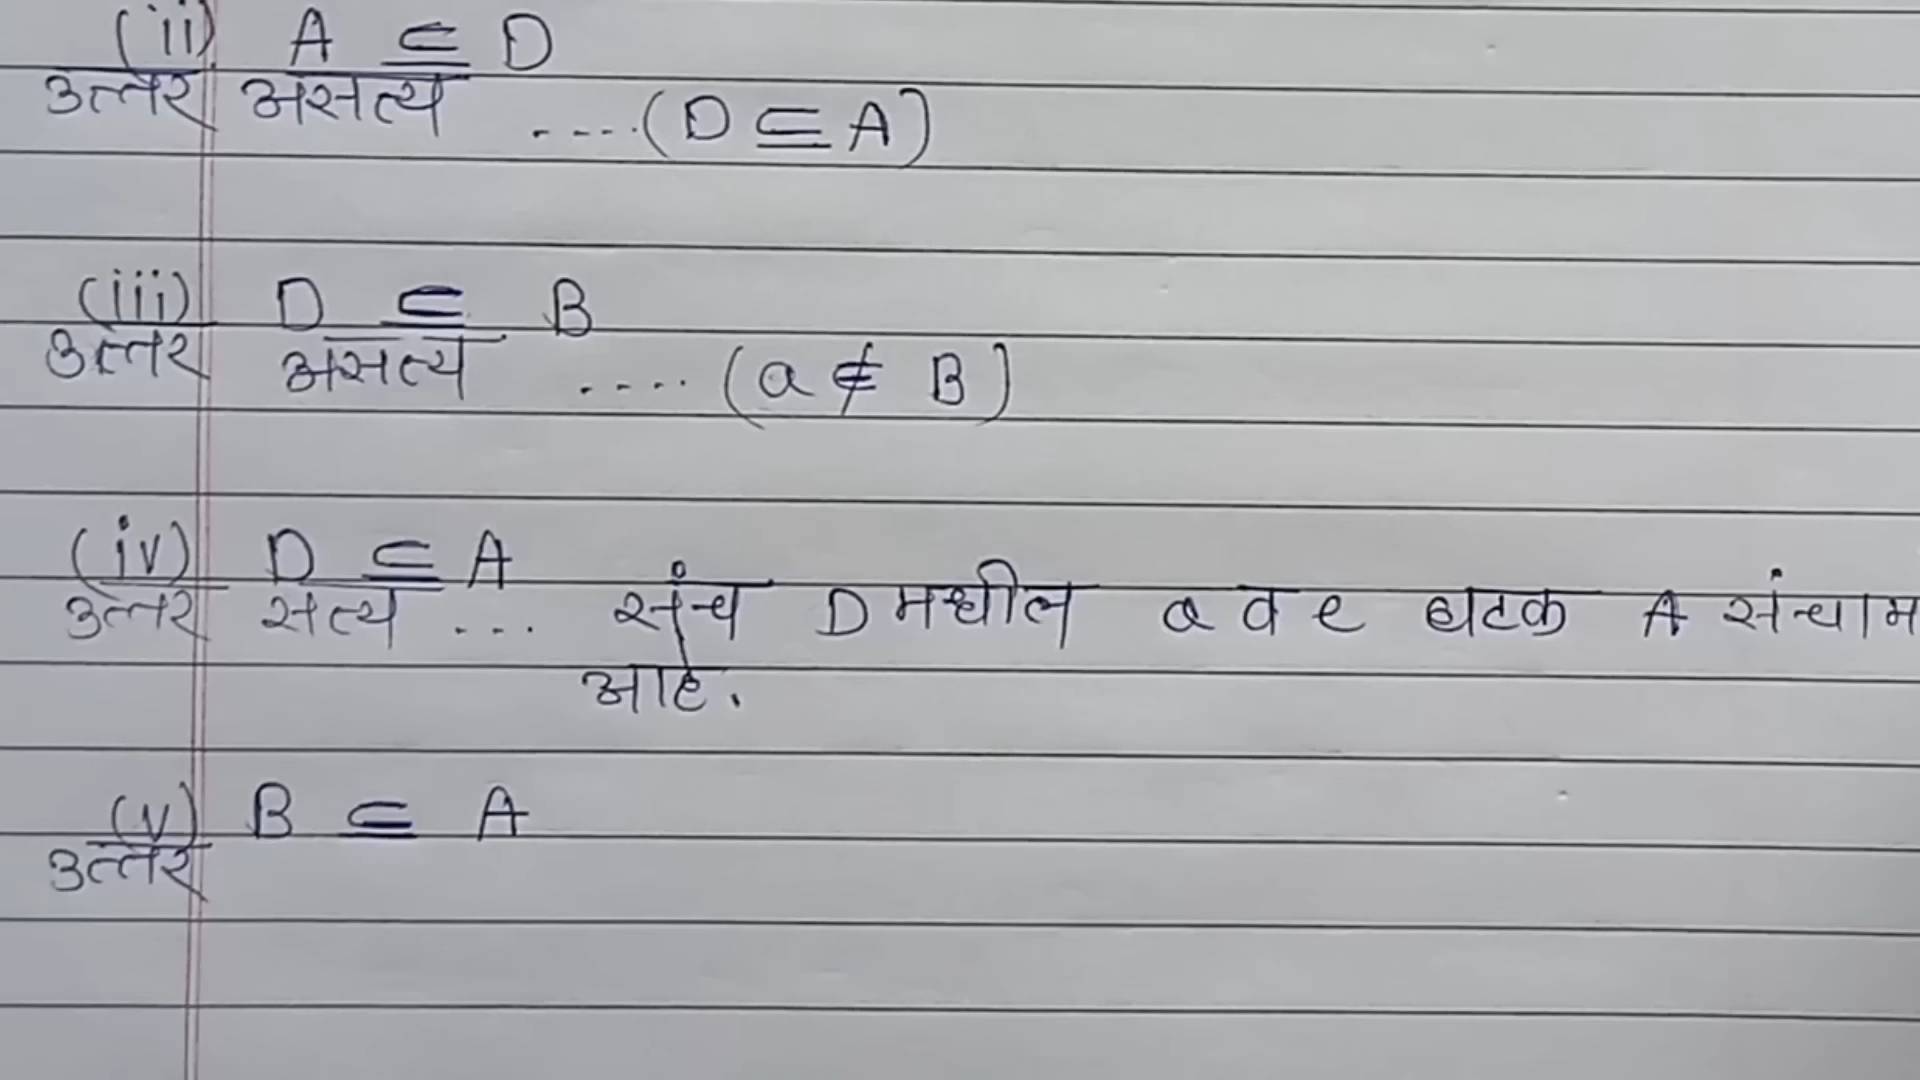 (ii) A ⊆ D
उत्तर असत्य ....(D ⊆ A)
(iii) D ⊆ B
उत्तर असत्य ....(a ∉ B)
(iv) D ⊆ A
उत्तर सत्य ... संच D मधील a व e घटक A संचाम
आहे.
(v) B ⊆ A
उत्तर